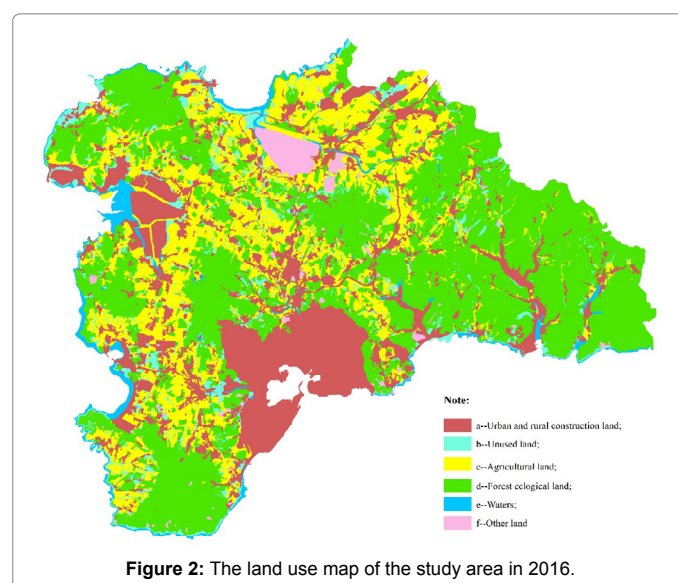 Note:
a--Urban and rural construction land;
b--Unused land;
c--Agricultural land;
d--Forest eclogical land;
e--Waters;
f--Other land
Figure 2: The land use map of the study area in 2016.